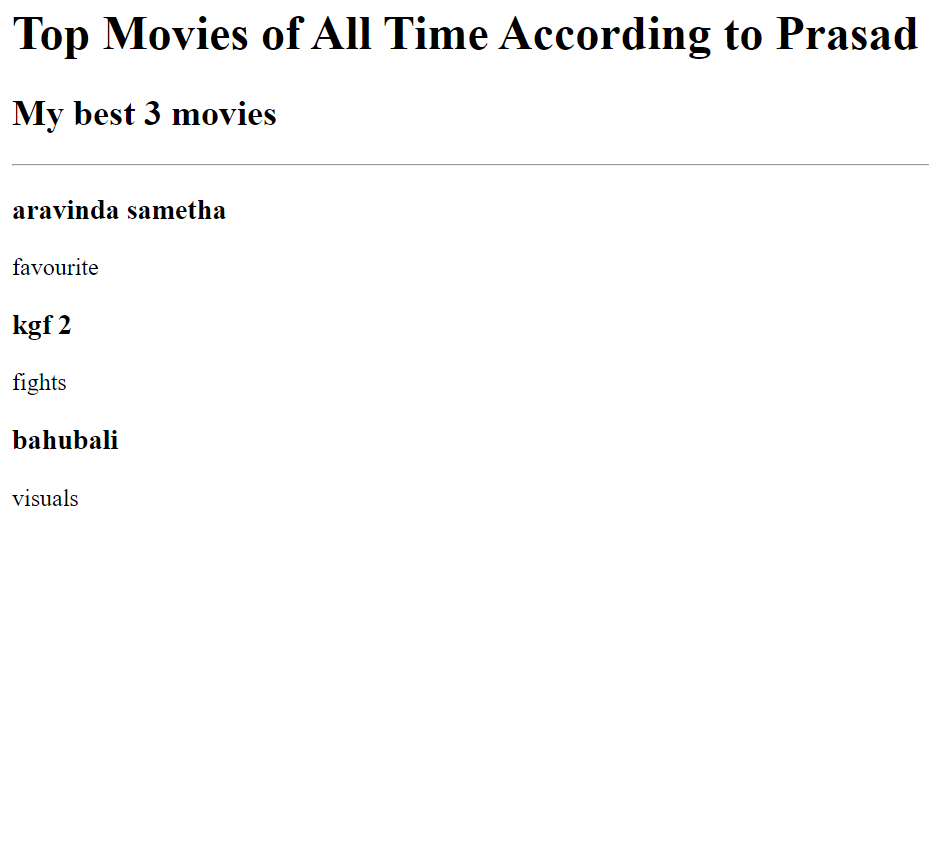 Top Movies of All Time According to Prasad
My best 3 movies
aravinda sametha
favourite
kgf 2
fights
bahubali
visuals